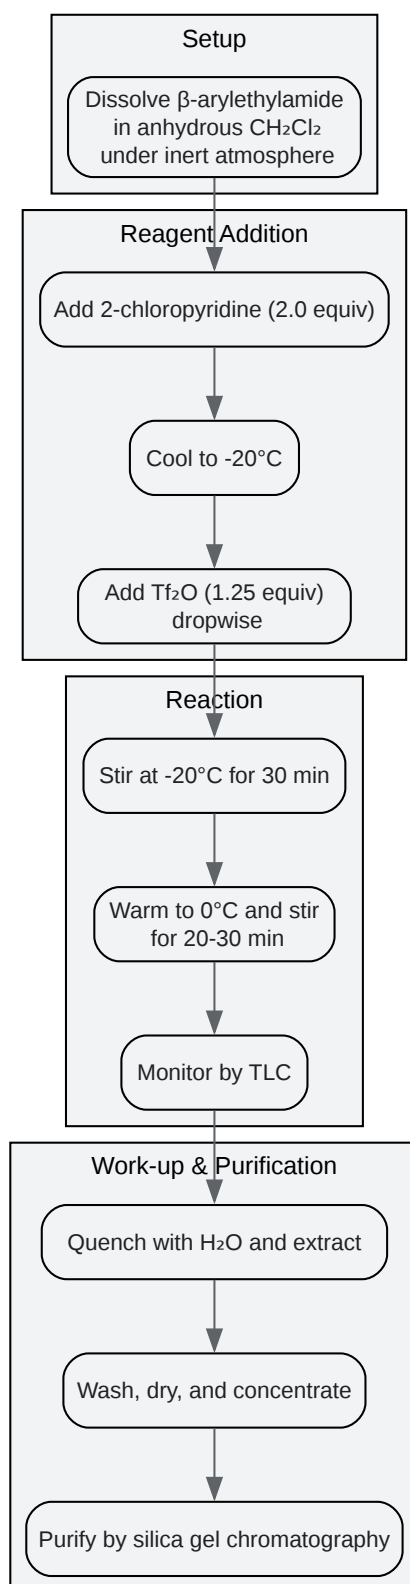 Setup
Dissolve β-arylethylamide
in anhydrous CH₂Cl₂
under inert atmosphere
Reagent Addition
Add 2-chloropyridine (2.0 equiv)
Cool to -20°C
Add Tf₂O (1.25 equiv)
dropwise
Reaction
Stir at -20°C for 30 min
Warm to 0°C and stir
for 20-30 min
Monitor by TLC
Work-up & Purification
Quench with H₂O and extract
Wash, dry, and concentrate
Purify by silica gel chromatography